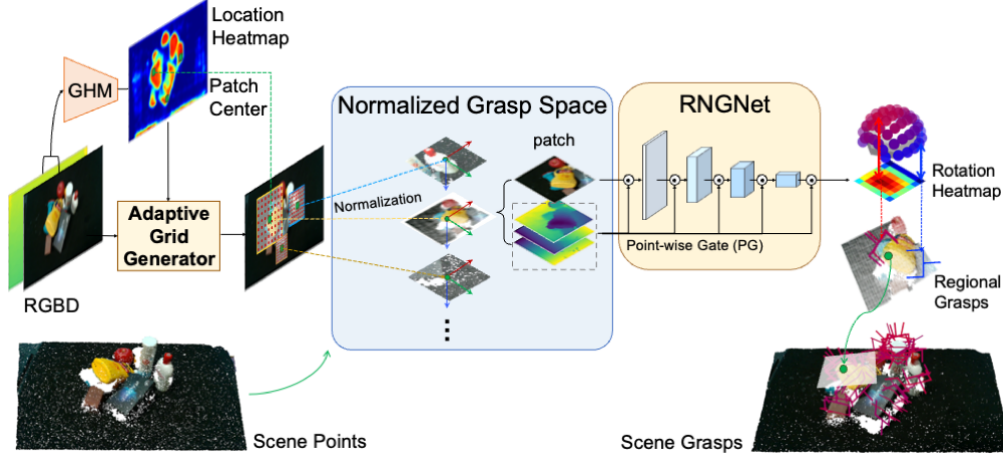 Location
Heatmap
GHM
Patch
Center
Adaptive
Grid
Generator
RGBD
Scene Points
Normalized Grasp Space
patch
Normalization
RNGNet
Point-wise Gate (PG)
Rotation
Heatmap
Regional
Grasps
Scene Grasps